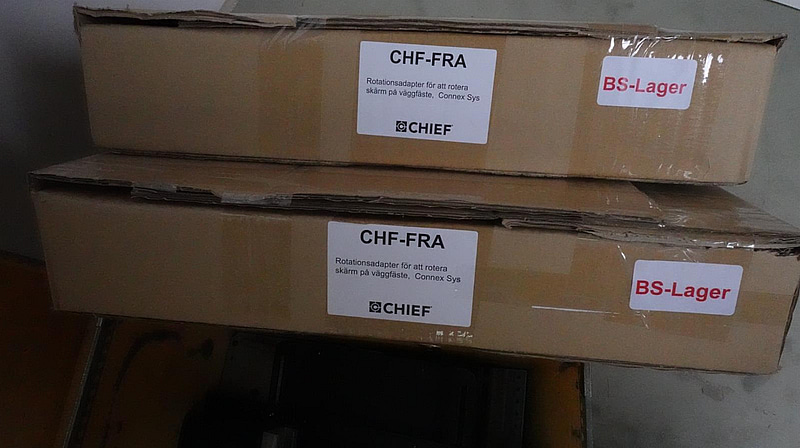 CHF-FRA
Rotationsadapter för att rotera
skärm på väggfäste, Connex Sys
CHIEF
BS-Lager
CHF-FRA
Rotationsadapter för att rotera
skärm på väggfäste, Connex Sys
CHIEF
BS-Lager